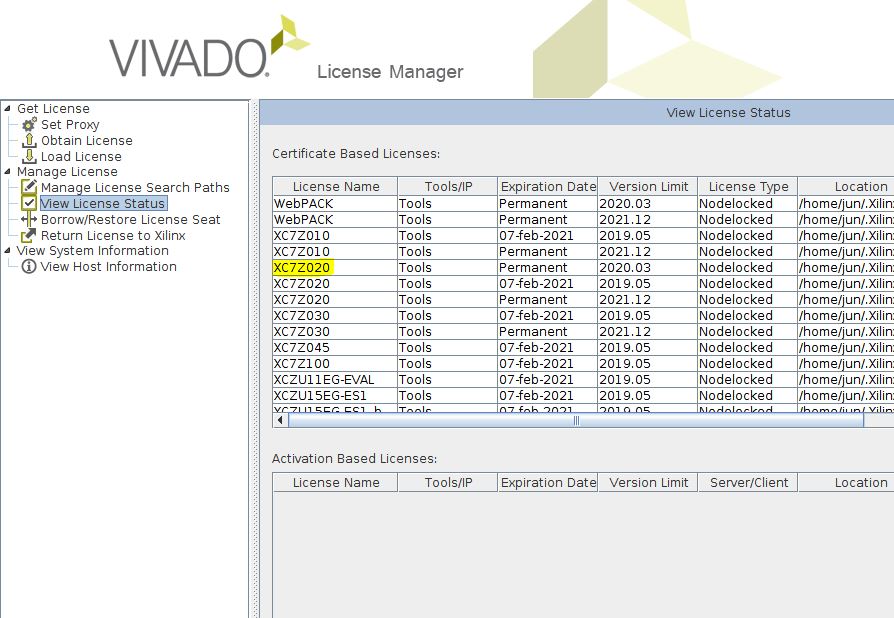 VIVADO.
License Manager
Get License
Set Proxy
Obtain License
Load License
Manage License
Manage License Search Paths
View License Status
Borrow/Restore License Seat
Return License to Xilinx
View System Information
View Host Information
View License Status
Certificate Based Licenses:
License Name Tools/IP Expiration Date Version Limit License Type Location
WebPACK Tools Permanent 2020.03 Nodelocked /home/jun/.Xilin
WebPACK Tools Permanent 2021.12 Nodelocked /home/jun/.Xilin
XC7Z010 Tools 07-feb-2021 2019.05 Nodelocked /home/jun/.Xilin
XC7Z010 Tools Permanent 2021.12 Nodelocked /home/jun/.Xilin
XC7Z020 Tools Permanent 2020.03 Nodelocked /home/jun/.Xilin
XC7Z020 Tools 07-feb-2021 2019.05 Nodelocked /home/jun/.Xilin
XC7Z020 Tools Permanent 2021.12 Nodelocked /home/jun/.Xilin
XC7Z030 Tools 07-feb-2021 2019.05 Nodelocked /home/jun/.Xilin
XC7Z030 Tools Permanent 2021.12 Nodelocked /home/jun/.Xilin
XC7Z045 Tools 07-feb-2021 2019.05 Nodelocked /home/jun/.Xilin
XC7Z100 Tools 07-feb-2021 2019.05 Nodelocked /home/jun/.Xilin
XCZU11EG-EVAL Tools 07-feb-2021 2019.05 Nodelocked /home/jun/.Xilin
XCZU15EG-ES1 Tools 07-feb-2021 2019.05 Nodelocked /home/jun/.Xilin
XCZU15EG-ES1_b Tools 07-feb-2021 2019.05 Nodelocked /home/jun/.Xilin
Activation Based Licenses:
License Name Tools/IP Expiration Date Version Limit Server/Client Location